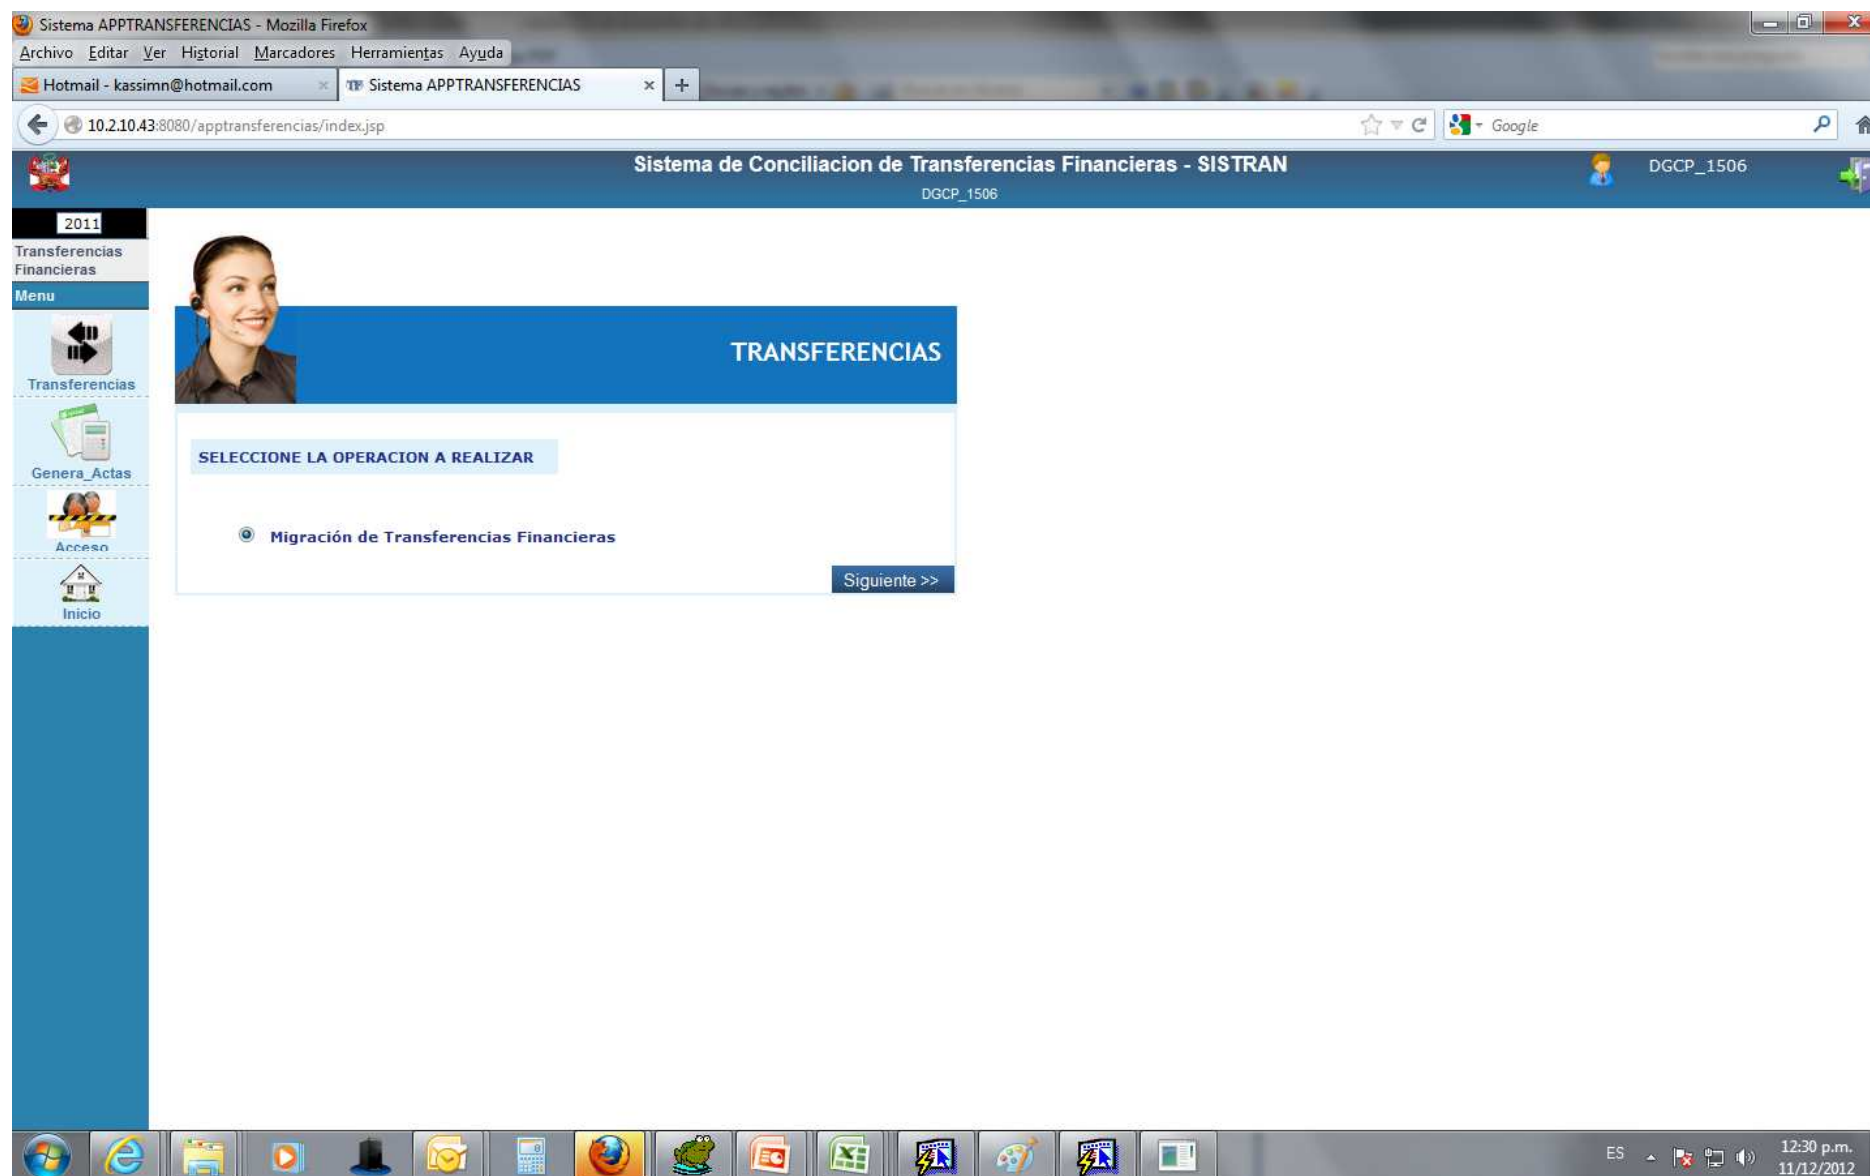 Sistema APPTRANSFERENCIAS - Mozilla Firefox
Archivo Editar Ver Historial Marcadores Herramientas Ayuda
Hotmail - kassimn@hotmail.com
Sistema APPTRANSFERENCIAS
10.2.10.43:8080/apptransferencias/index.jsp
Google
Sistema de Conciliacion de Transferencias Financieras - SISTRAN
DGCP_1506
DGCP_1506
2011
Transferencias
Financieras
Menu
Transferencias
Genera_Actas
Acceso
Inicio
TRANSFERENCIAS
SELECCIONE LA OPERACION A REALIZAR
Migración de Transferencias Financieras
Siguiente >>
ES
12:30 p.m.
11/12/2012